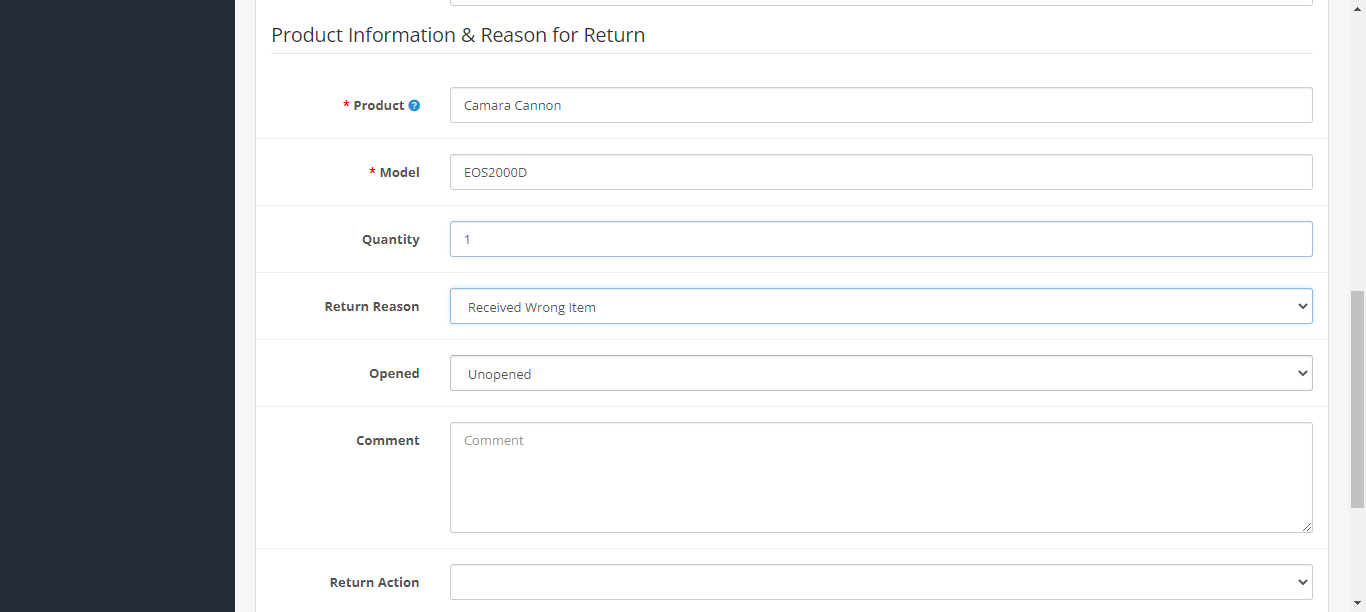 Product Information & Reason for Return
* Product ?
Camara Cannon
* Model
EOS2000D
Quantity
1
Return Reason
Received Wrong Item
Opened
Unopened
Comment
Comment
Return Action